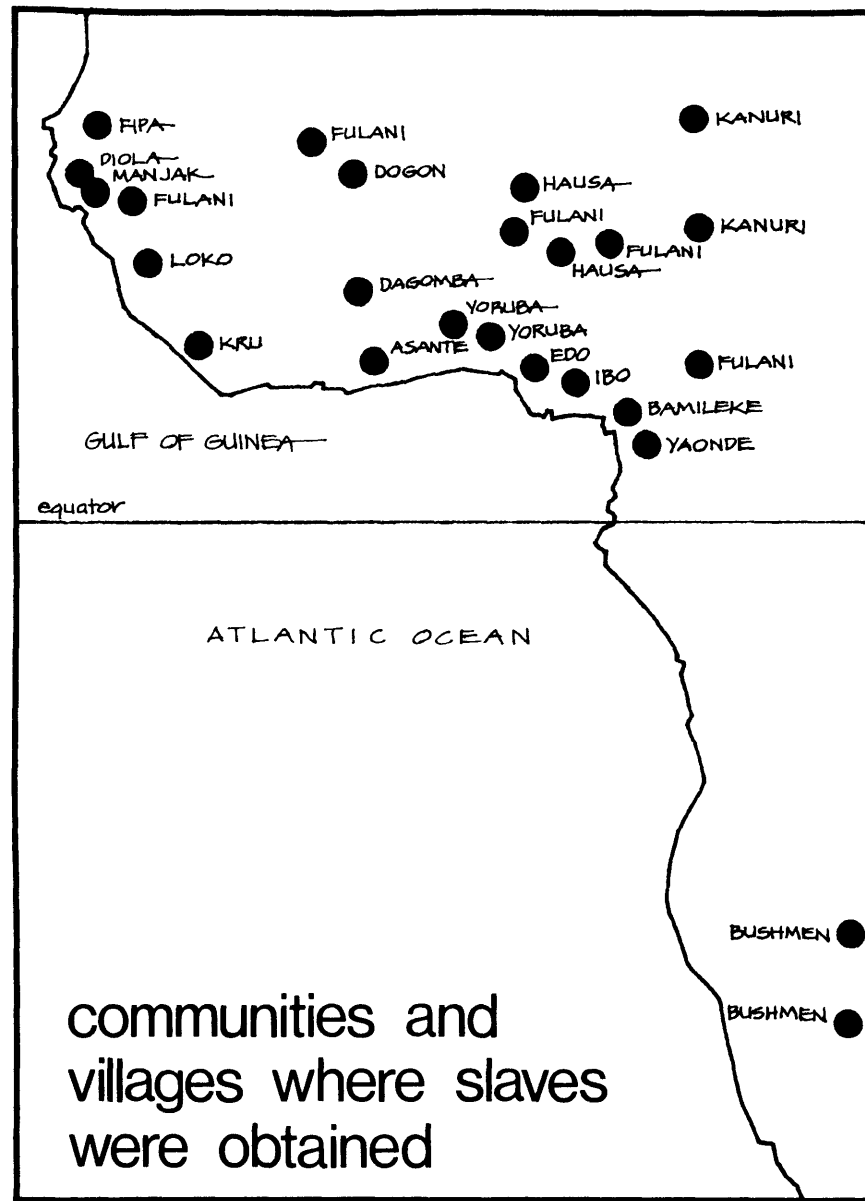 FIPA
FULANI
KANURI
DIOLA
MANJAK
DOGON
HAUSA
FULANI
FULANI
KANURI
FULANI
HAUSA
LOKO
DAGOMBA
YORUBA
YORUBA
KRU
ASANTE
EDO
IBO
FULANI
BAMILEKE
YAONDE
GULF OF GUINEA
equator
ATLANTIC OCEAN
BUSHMEN
BUSHMEN
communities and
villages where slaves
were obtained